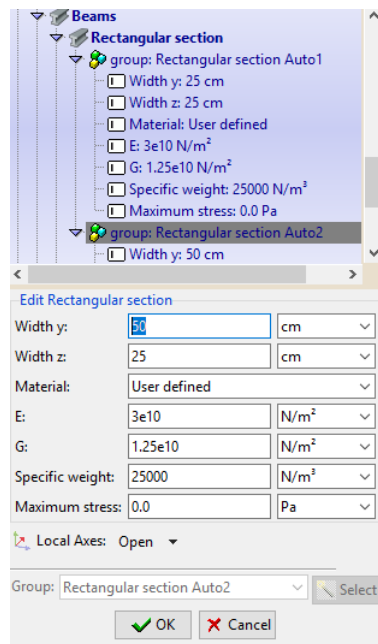 Beams
Rectangular section
group: Rectangular section Auto1
Width y: 25 cm
Width z: 25 cm
Material: User defined
E: 3e10 N/m²
G: 1.25e10 N/m²
Specific weight: 25000 N/m³
Maximum stress: 0.0 Pa
group: Rectangular section Auto2
Width y: 50 cm
Edit Rectangular section
Width y: 50 cm
Width z: 25 cm
Material: User defined
E: 3e10 N/m²
G: 1.25e10 N/m²
Specific weight: 25000 N/m³
Maximum stress: 0.0 Pa
Local Axes: Open
Group: Rectangular section Auto2 Select
OK Cancel